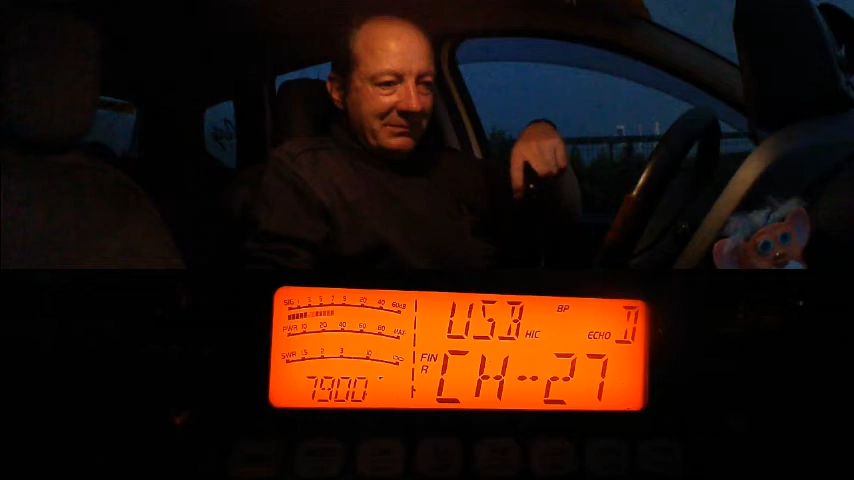 SIG 1 3 5 7 9 20 40 60dB
PWR 10 20 40 60 80 MAX
SWR 1.5 2 3 10 ∞
7900
USB HIC BP ECHO D
FIN
R CH--27